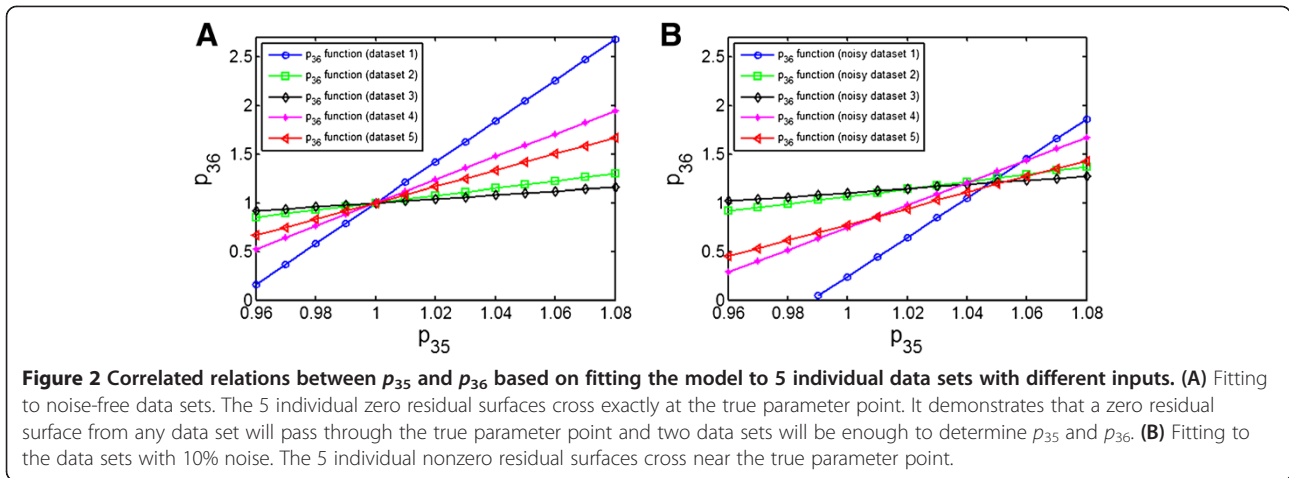 A
B
2.5
2
1.5
1
0.5
0
p36
p36 function (dataset 1)
p36 function (dataset 2)
p36 function (dataset 3)
p36 function (dataset 4)
p36 function (dataset 5)
0.96 0.98 1 1.02 1.04 1.06 1.08
p35
2.5
2
1.5
1
0.5
0
p36
p36 function (noisy dataset 1)
p36 function (noisy dataset 2)
p36 function (noisy dataset 3)
p36 function (noisy dataset 4)
p36 function (noisy dataset 5)
0.96 0.98 1 1.02 1.04 1.06 1.08
p35
Figure 2 Correlated relations between p35 and p36 based on fitting the model to 5 individual data sets with different inputs. (A) Fitting
to noise-free data sets. The 5 individual zero residual surfaces cross exactly at the true parameter point. It demonstrates that a zero residual
surface from any data set will pass through the true parameter point and two data sets will be enough to determine p35 and p36. (B) Fitting to
the data sets with 10% noise. The 5 individual nonzero residual surfaces cross near the true parameter point.